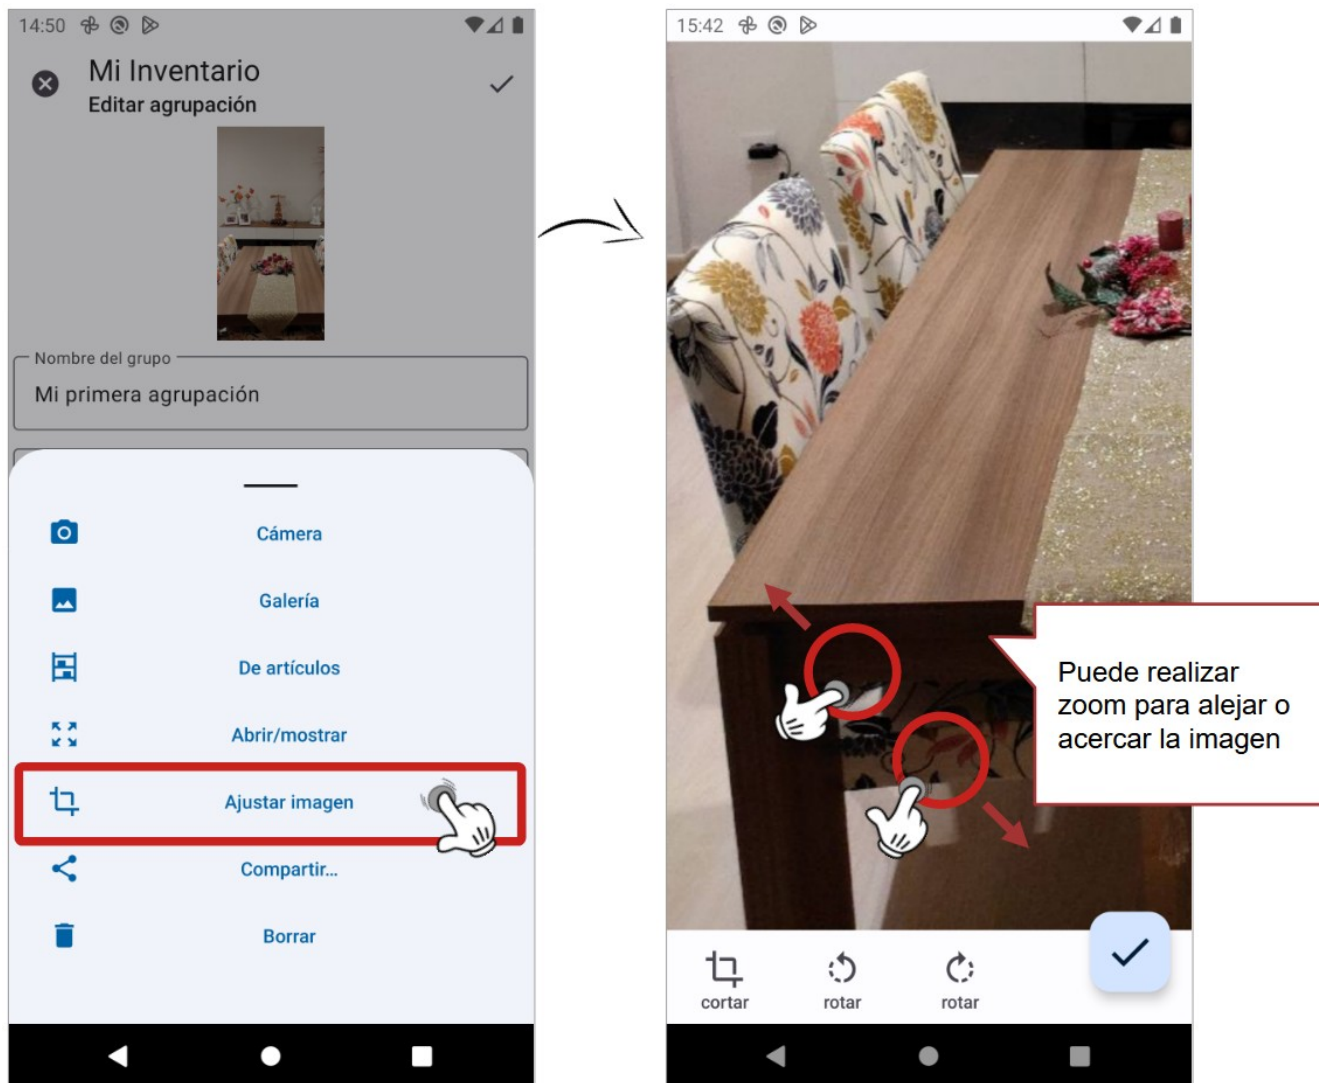 14:50
Mi Inventario
Editar agrupación
Nombre del grupo
Mi primera agrupación
Cámera
Galería
De artículos
Abrir/mostrar
Ajustar imagen
Compartir...
Borrar
15:42
Puede realizar
zoom para alejar o
acercar la imagen
cortar
rotar
rotar